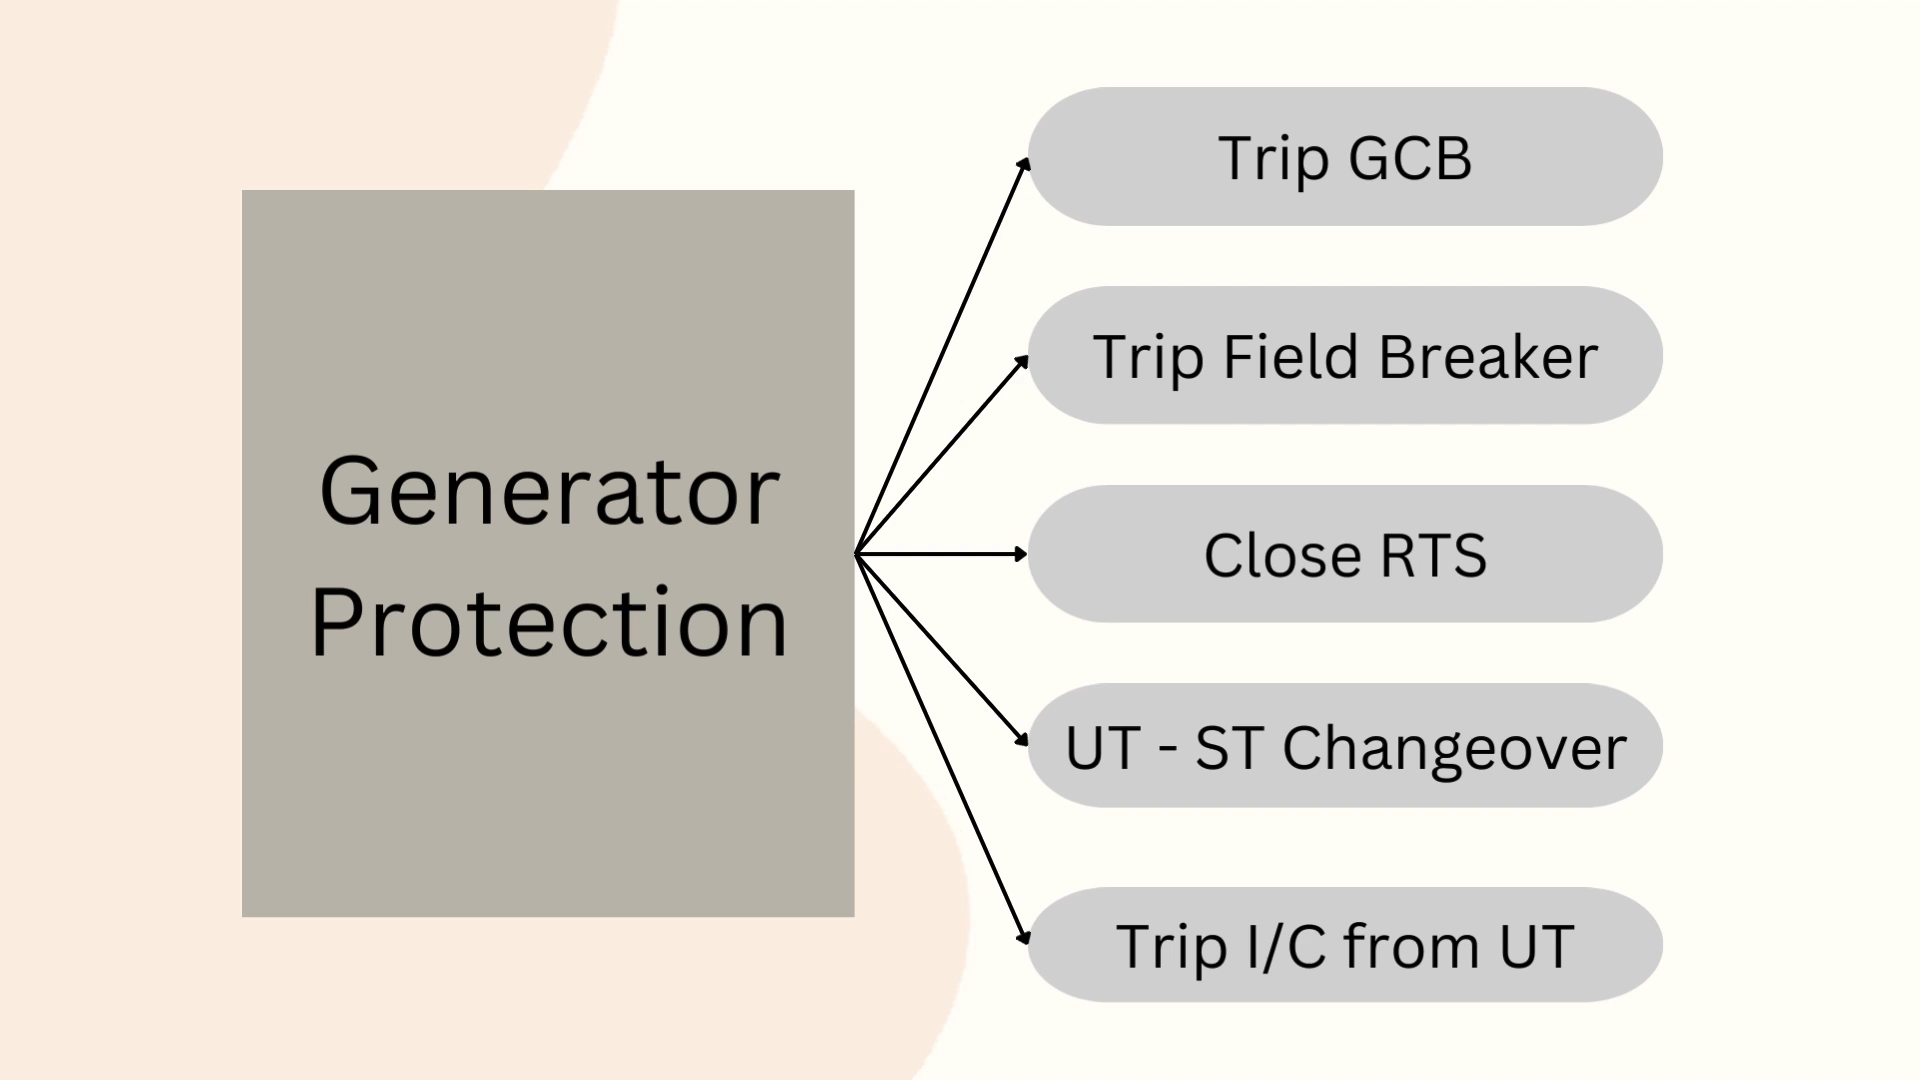 Generator
Protection
Trip GCB
Trip Field Breaker
Close RTS
UT - ST Changeover
Trip I/C from UT